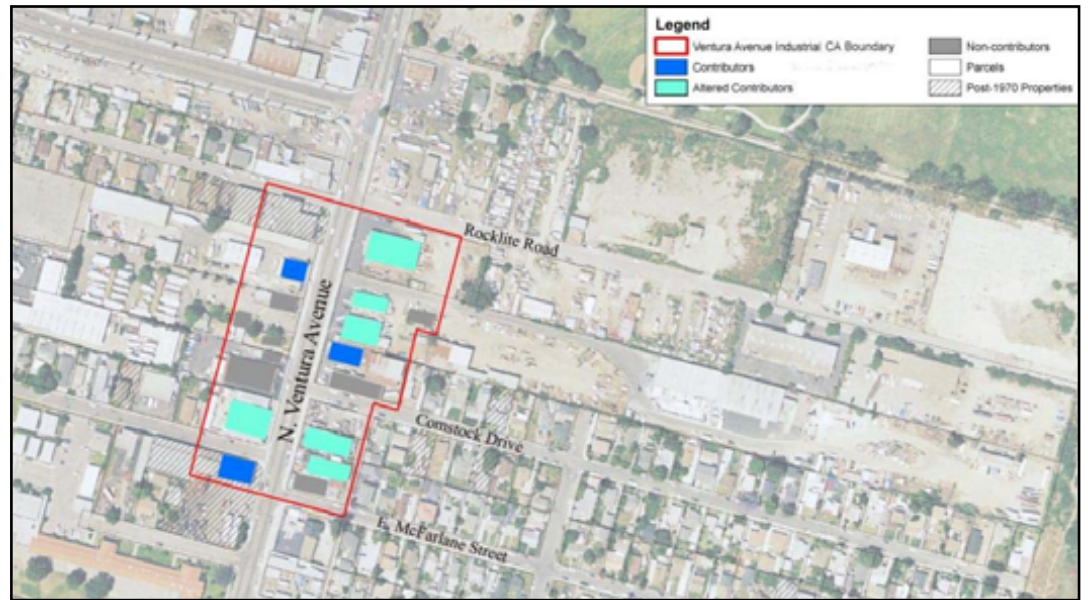 Legend
Ventura Avenue Industrial CA Boundary
Contributors
Altered Contributors
Non-contributors
Parcels
Post-1970 Properties
Rocklite Road
N. Ventura Avenue
Comstock Drive
E. McFarlane Street